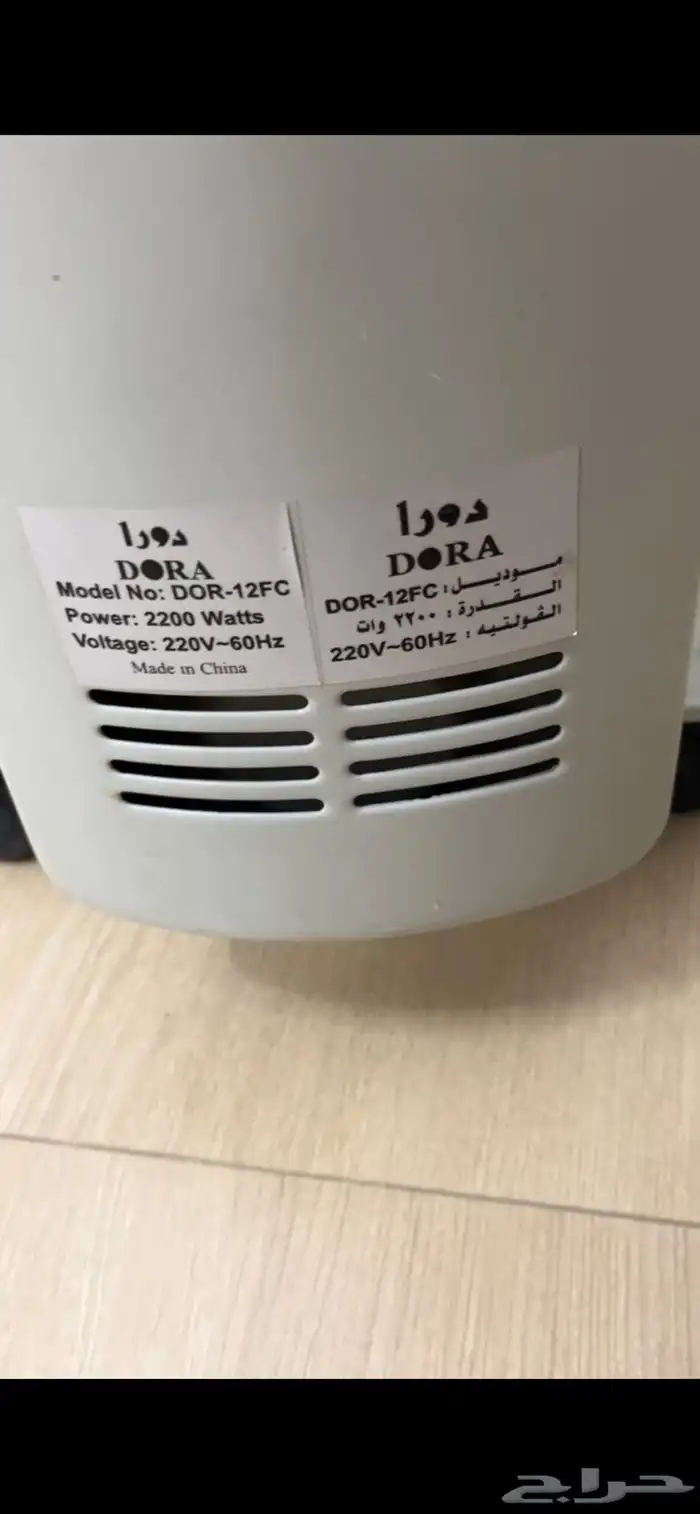 دورا
DORA
Model No: DOR-12FC
Power: 2200 Watts
Voltage: 220V~60Hz
Made in China
دورا
DORA
موديل: DOR-12FC
القدرة: ٢٢٠٠ وات
الڤولتيه: 220V~60Hz
حراج